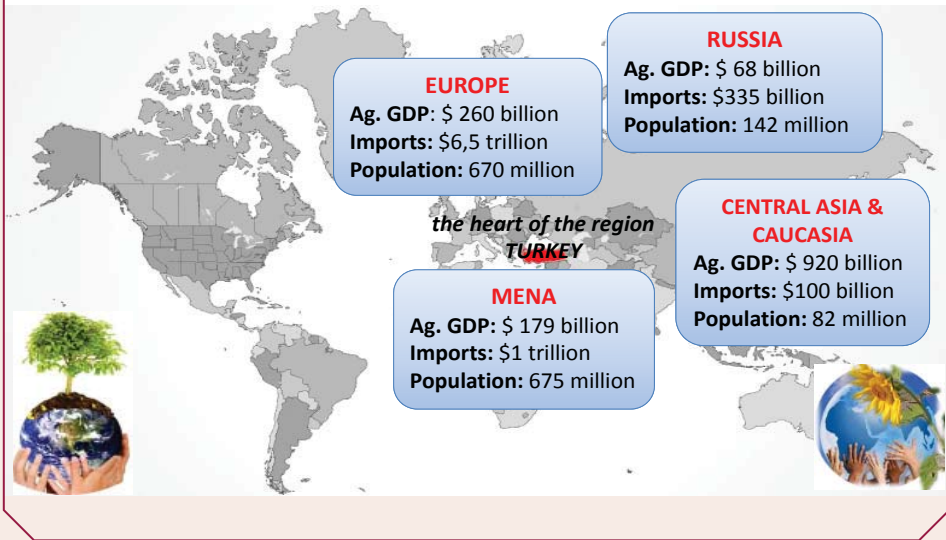 RUSSIA
Ag. GDP: $ 68 billion
Imports: $335 billion
Population: 142 million
EUROPE
Ag. GDP: $ 260 billion
Imports: $6,5 trillion
Population: 670 million
the heart of the region
TURKEY
CENTRAL ASIA &
CAUCASIA
Ag. GDP: $ 920 billion
Imports: $100 billion
Population: 82 million
MENA
Ag. GDP: $ 179 billion
Imports: $1 trillion
Population: 675 million